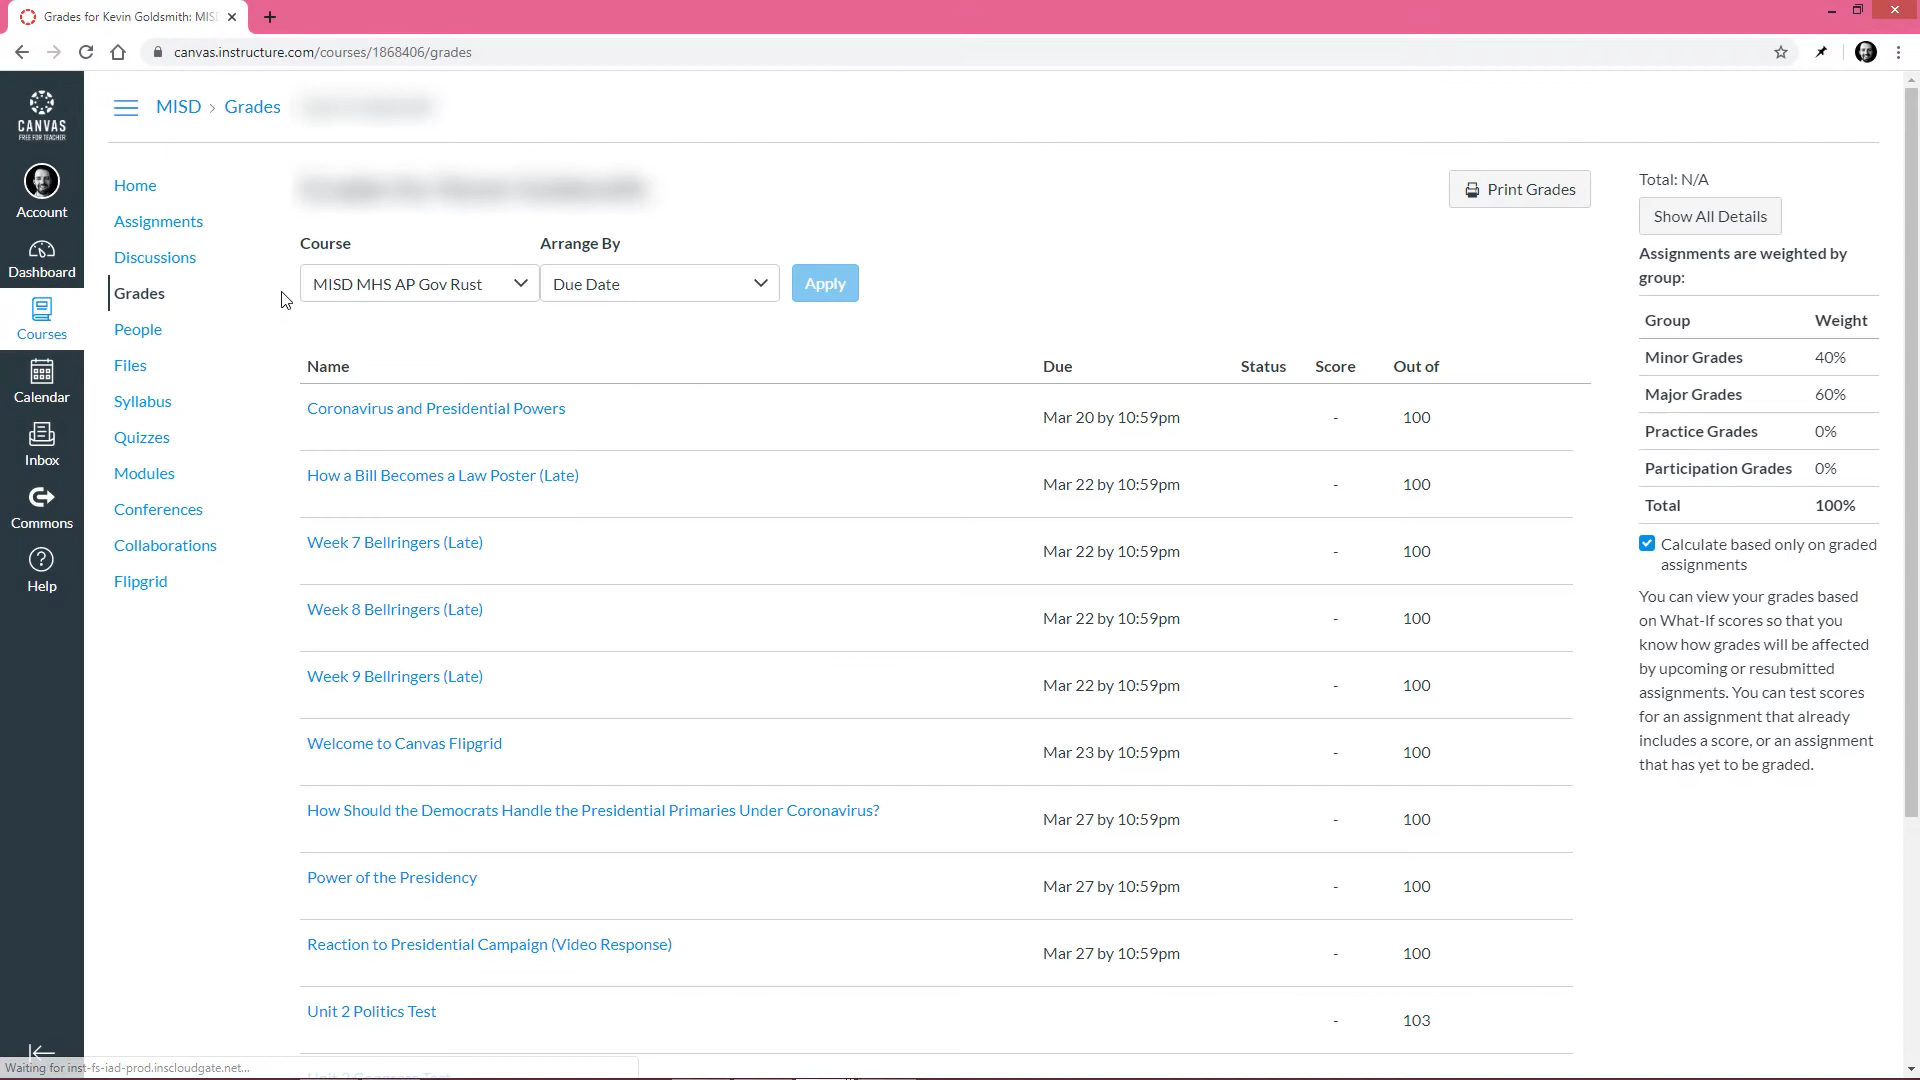 Grades for Kevin Goldsmith: MISD
canvas.instructure.com/courses/1868406/grades
CANVAS
FREE FOR TEACHER
Account
Dashboard
Courses
Calendar
Inbox
Commons
Help
MISD > Grades
Home
Assignments
Discussions
Grades
People
Files
Syllabus
Quizzes
Modules
Conferences
Collaborations
Flipgrid
Print Grades
Course Arrange By
MISD MHS AP Gov Rust Due Date Apply
Name Due Status Score Out of
Coronavirus and Presidential Powers Mar 20 by 10:59pm - 100
How a Bill Becomes a Law Poster (Late) Mar 22 by 10:59pm - 100
Week 7 Bellringers (Late) Mar 22 by 10:59pm - 100
Week 8 Bellringers (Late) Mar 22 by 10:59pm - 100
Week 9 Bellringers (Late) Mar 22 by 10:59pm - 100
Welcome to Canvas Flipgrid Mar 23 by 10:59pm - 100
How Should the Democrats Handle the Presidential Primaries Under Coronavirus? Mar 27 by 10:59pm - 100
Power of the Presidency Mar 27 by 10:59pm - 100
Reaction to Presidential Campaign (Video Response) Mar 27 by 10:59pm - 100
Unit 2 Politics Test - 103
Total: N/A
Show All Details
Assignments are weighted by
group:
Group Weight
Minor Grades 40%
Major Grades 60%
Practice Grades 0%
Participation Grades 0%
Total 100%
Calculate based only on graded
assignments
You can view your grades based
on What-If scores so that you
know how grades will be affected
by upcoming or resubmitted
assignments. You can test scores
for an assignment that already
includes a score, or an assignment
that has yet to be graded.
Waiting for inst-fs-iad-prod.inscloudgate.net...